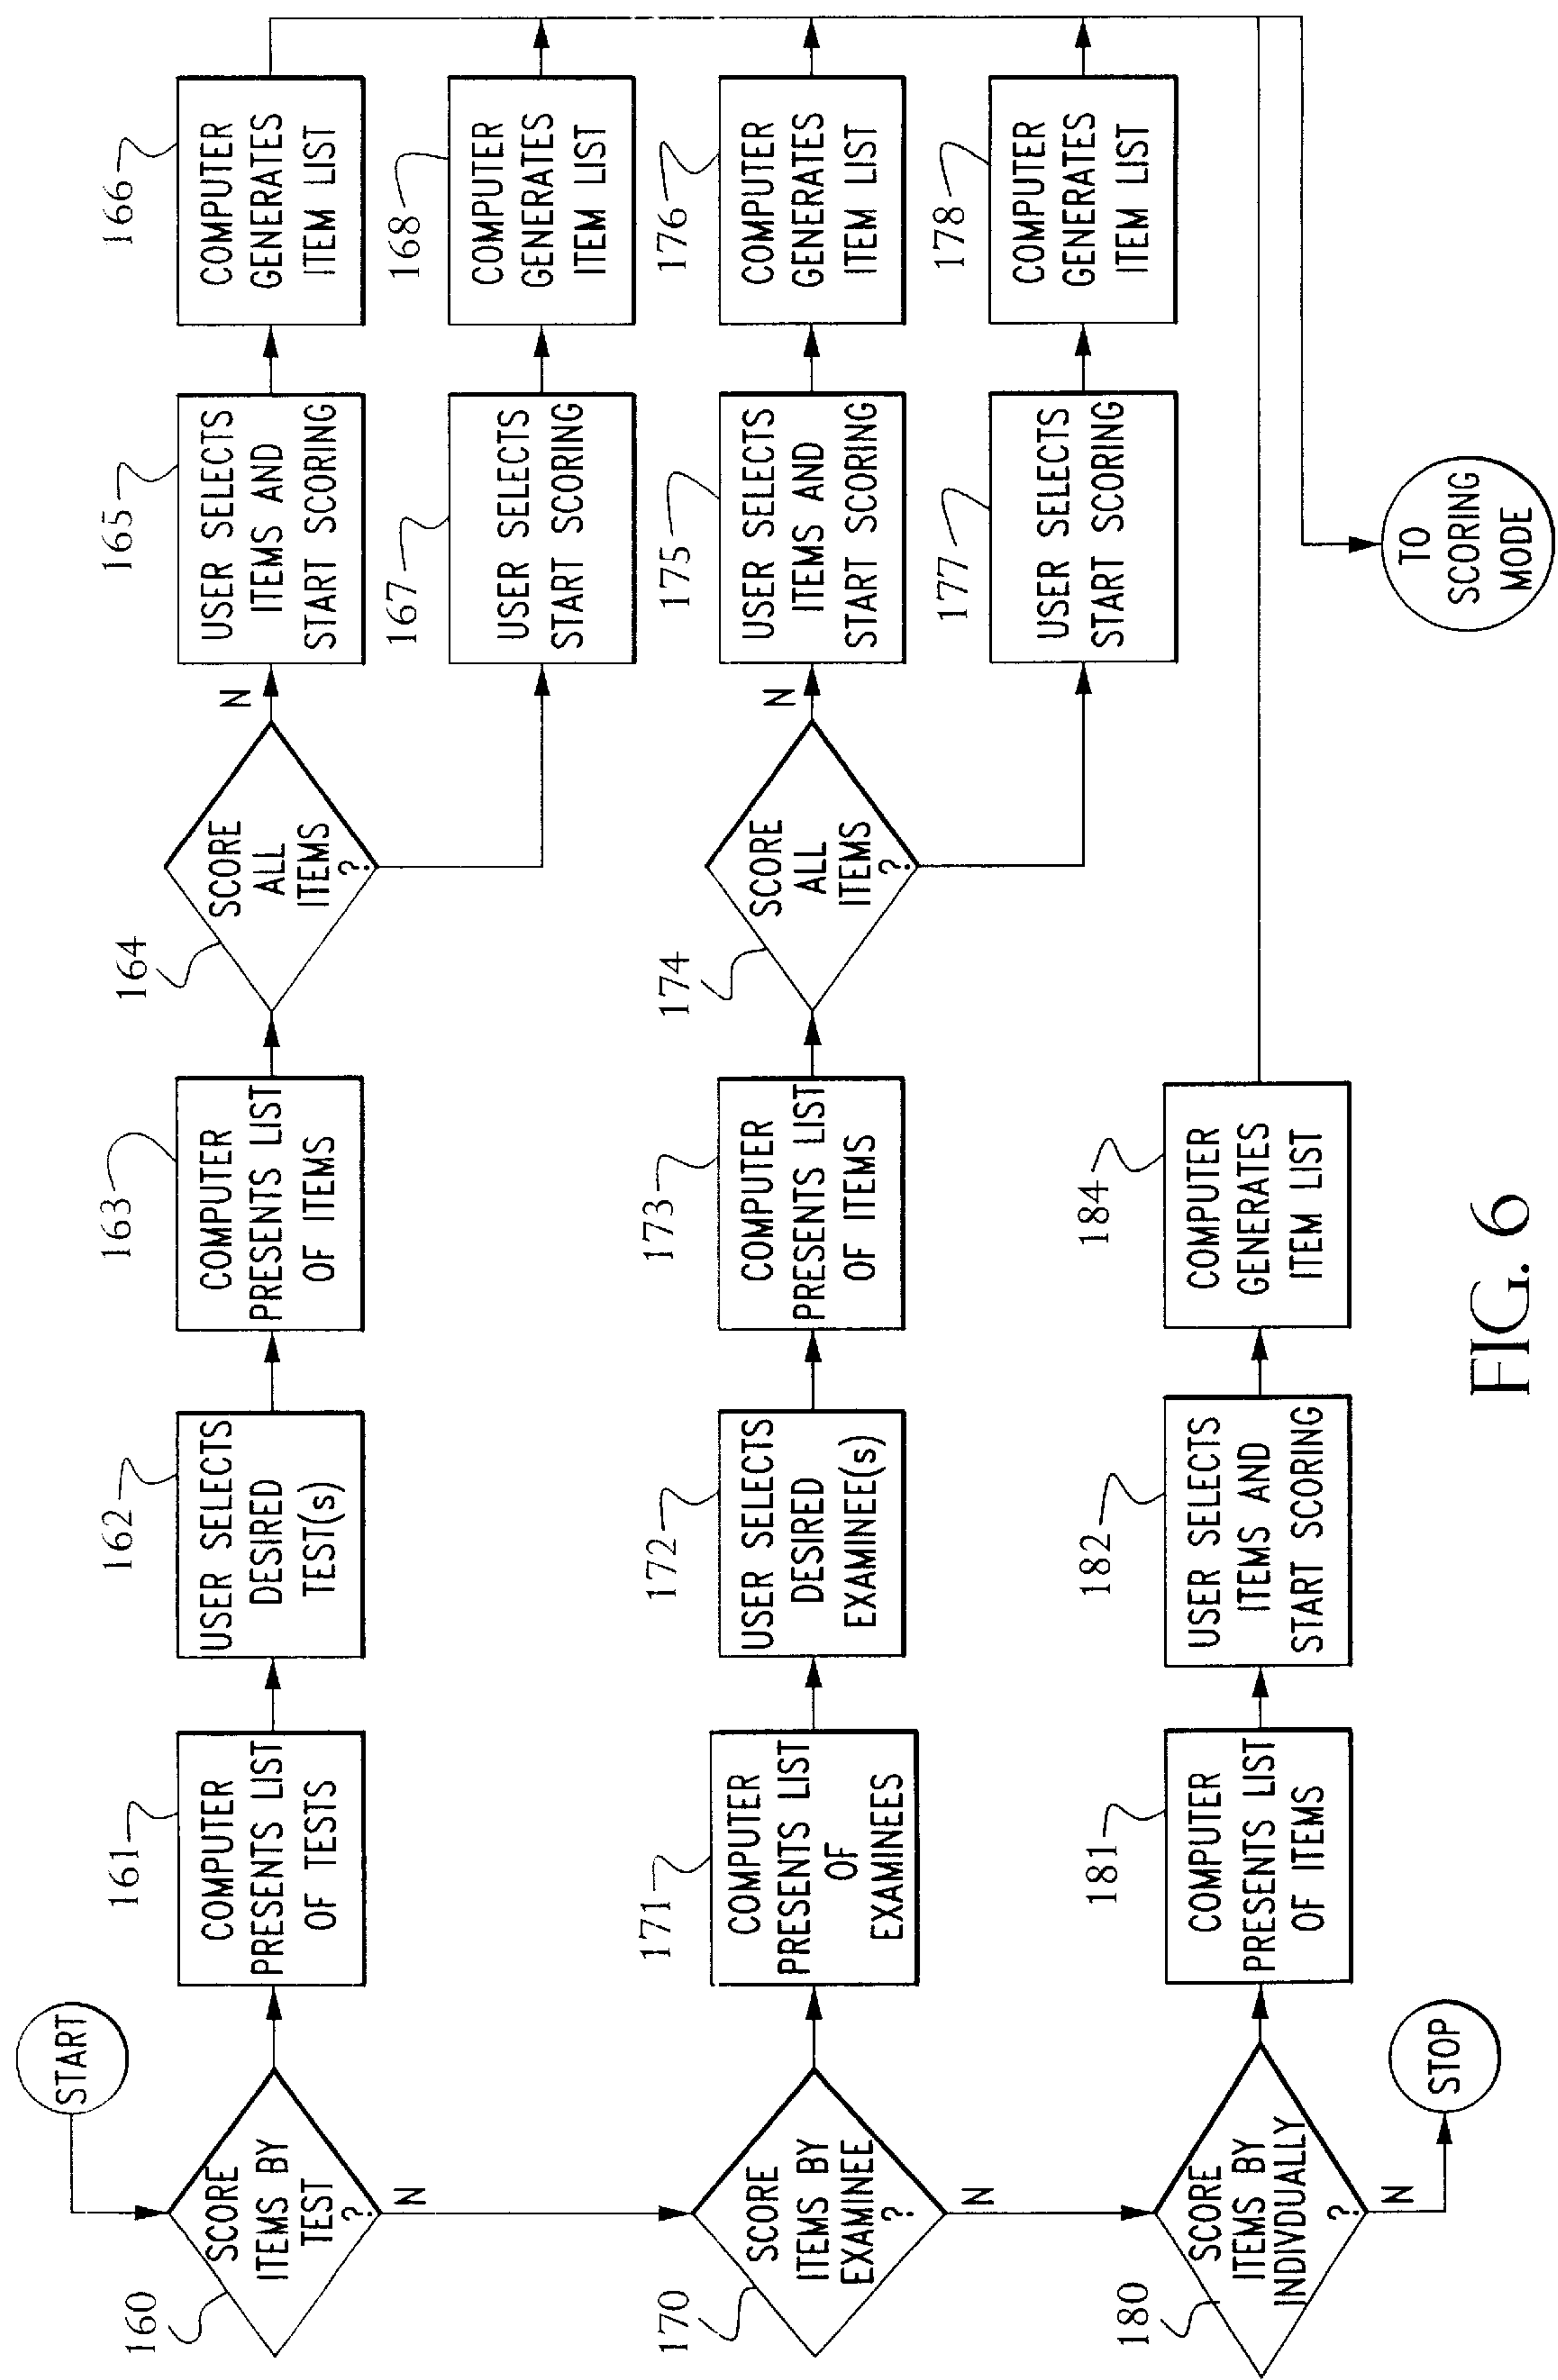 START
160
SCORE
ITEMS BY
TEST
?
N
161
COMPUTER
PRESENTS LIST
OF TESTS
162
USER SELECTS
DESIRED
TEST(s)
163
COMPUTER
PRESENTS LIST
OF ITEMS
164
SCORE
ALL
ITEMS
?
N
165
USER SELECTS
ITEMS AND
START SCORING
166
COMPUTER
GENERATES
ITEM LIST
167
USER SELECTS
START SCORING
168
COMPUTER
GENERATES
ITEM LIST
170
SCORE
ITEMS BY
EXAMINEE
?
N
171
COMPUTER
PRESENTS LIST
OF
EXAMINEES
172
USER SELECTS
DESIRED
EXAMINEE(s)
173
COMPUTER
PRESENTS LIST
OF ITEMS
174
SCORE
ALL
ITEMS
?
N
175
USER SELECTS
ITEMS AND
START SCORING
176
COMPUTER
GENERATES
ITEM LIST
177
USER SELECTS
START SCORING
178
COMPUTER
GENERATES
ITEM LIST
180
SCORE
ITEMS BY
INDIVDUALLY
?
N
STOP
181
COMPUTER
PRESENTS LIST
OF ITEMS
182
USER SELECTS
ITEMS AND
START SCORING
184
COMPUTER
GENERATES
ITEM LIST
TO
SCORING
MODE
FIG. 6